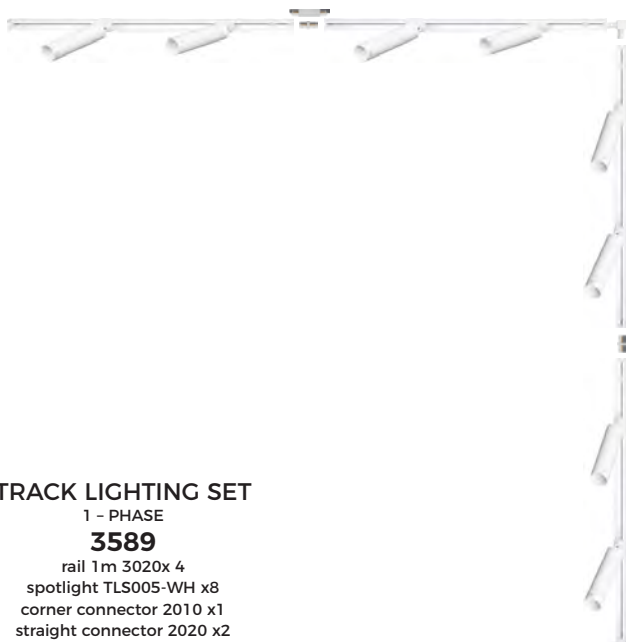 TRACK LIGHTING SET
1 – PHASE
3589
rail 1m 3020x 4
spotlight TLS005-WH x8
corner connector 2010 x1
straight connector 2020 x2